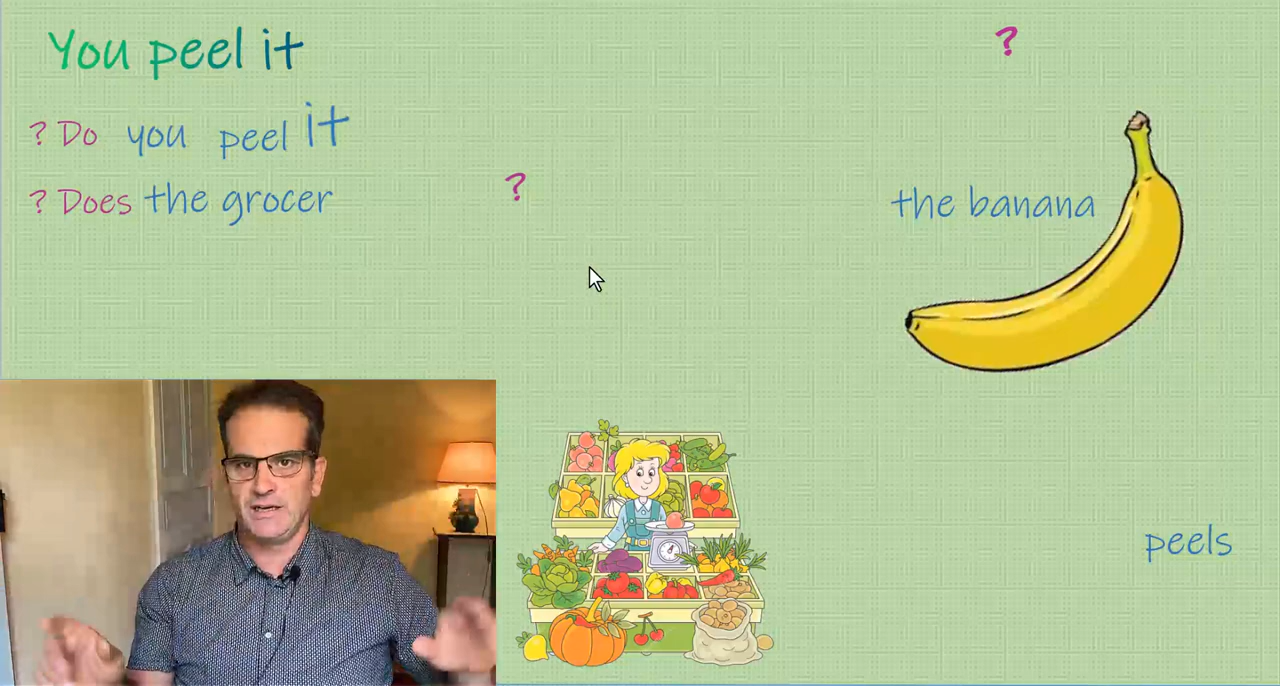 You peel it
?
? Do you peel it
? Does the grocer
?
the banana
peels